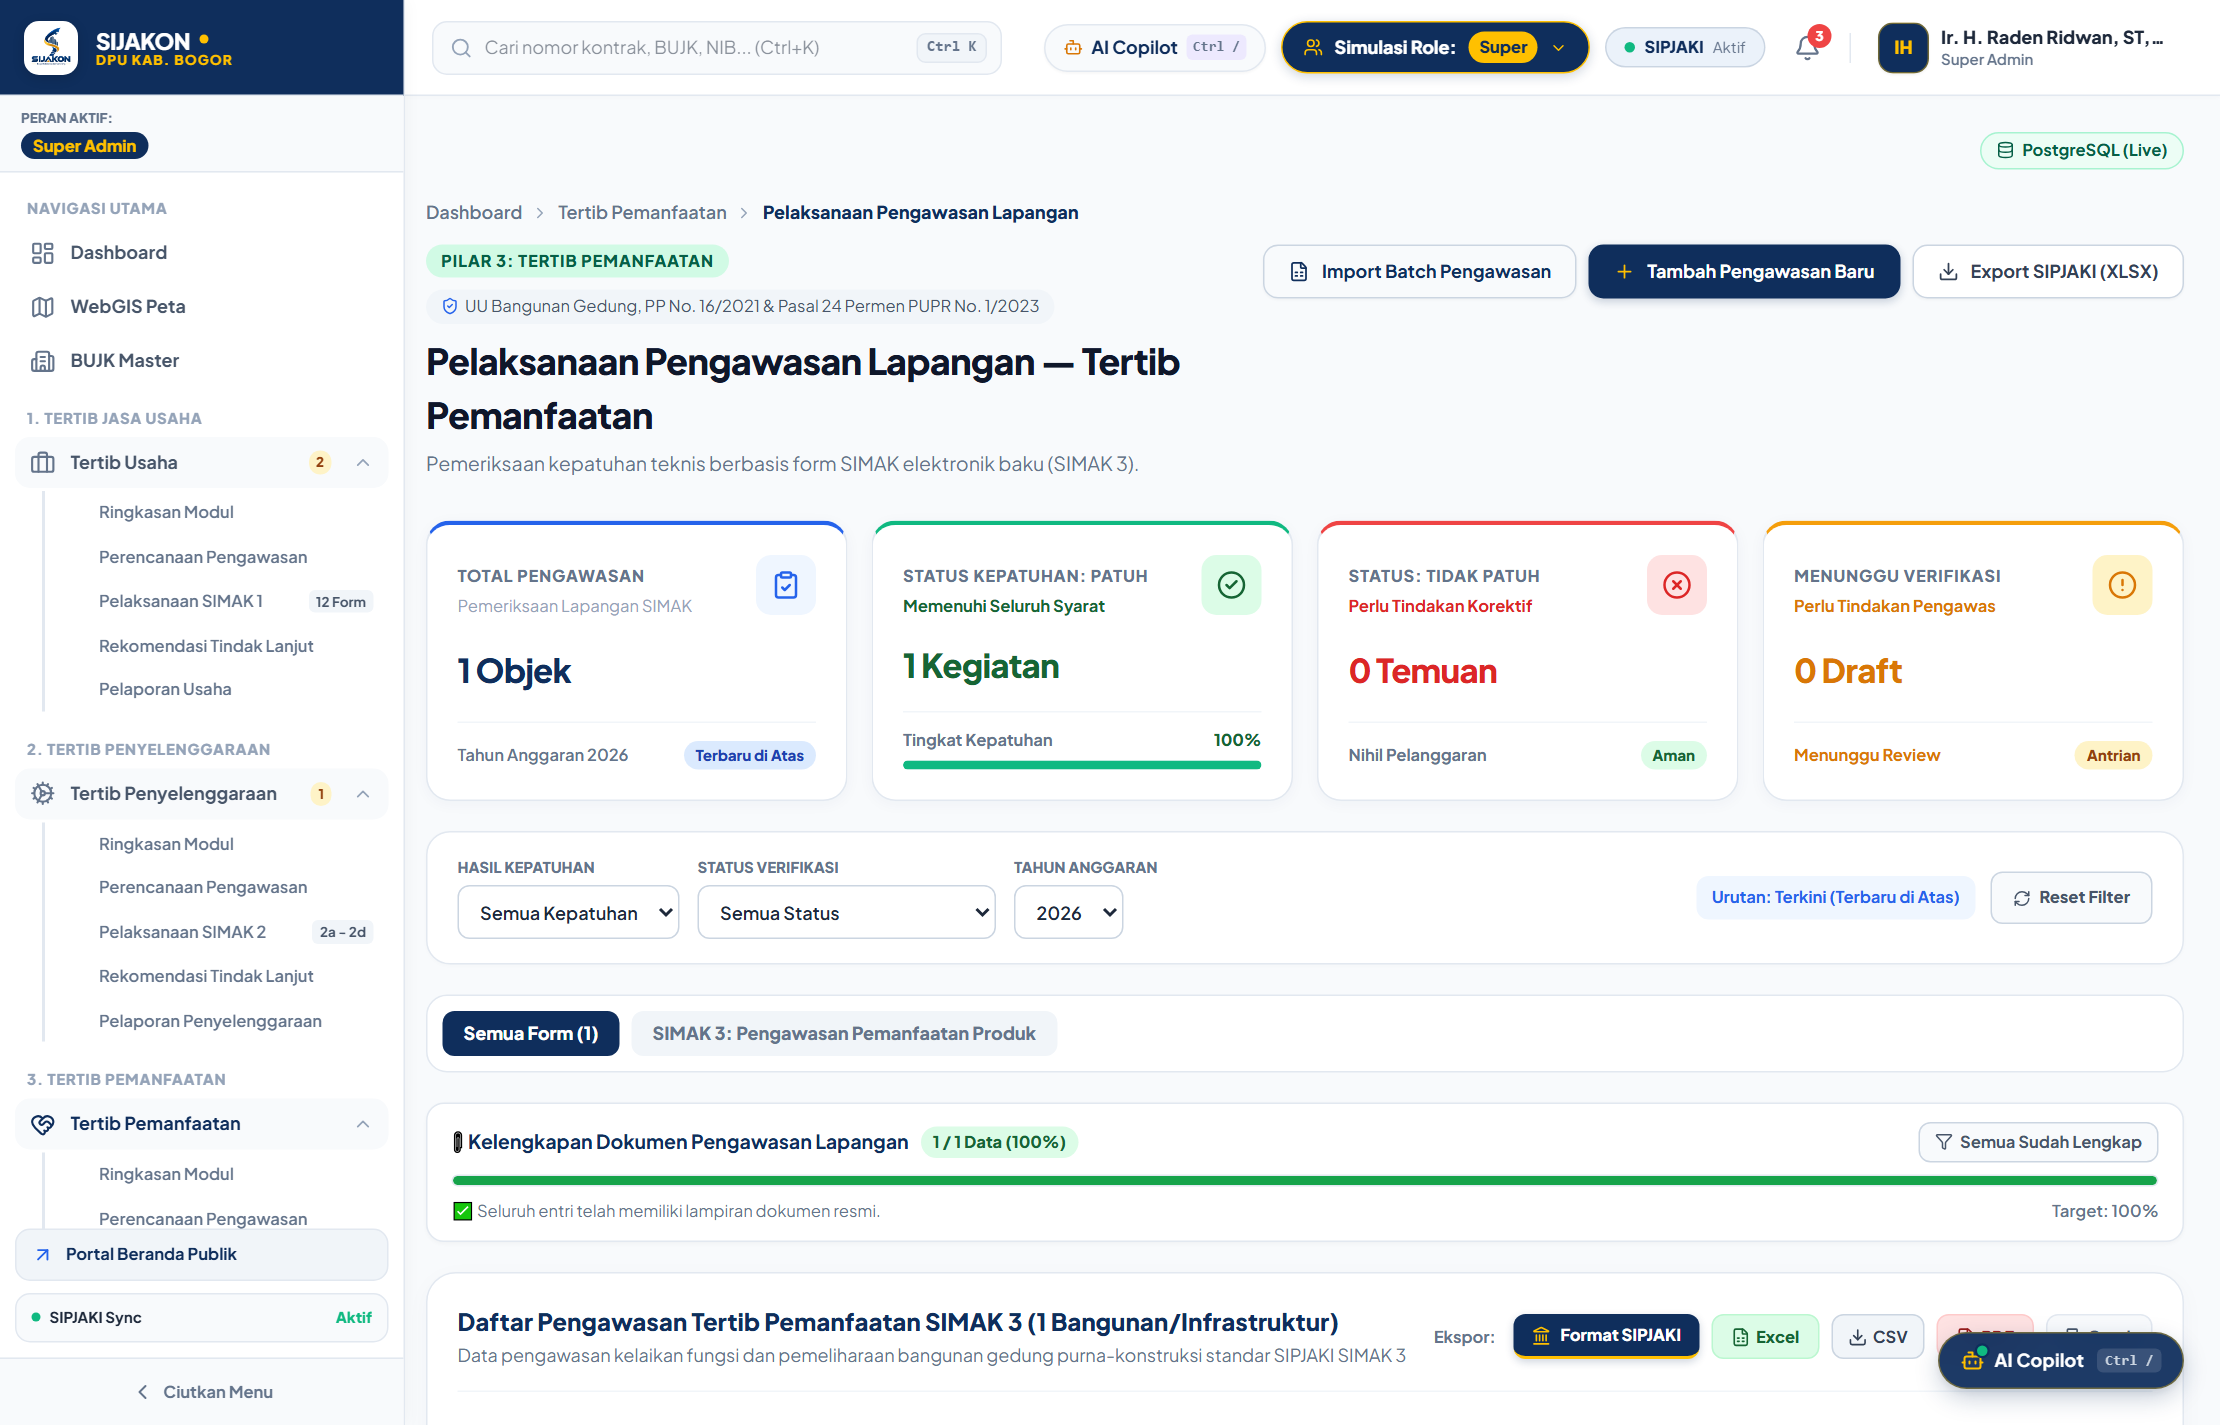 SIJAKON
SIJAKON
DPU KAB. BOGOR
Cari nomor kontrak, BUJK, NIB... (Ctrl+K)
Ctrl K
AI Copilot
Ctrl /
Simulasi Role:
Super
SIPJAKI Aktif
3
IH
Ir. H. Raden Ridwan, ST,...
Super Admin
PERAN AKTIF:
Super Admin
NAVIGASI UTAMA
Dashboard
WebGIS Peta
BUJK Master
1. TERTIB JASA USAHA
Tertib Usaha
2
Ringkasan Modul
Perencanaan Pengawasan
Pelaksanaan SIMAK 1
12 Form
Rekomendasi Tindak Lanjut
Pelaporan Usaha
2. TERTIB PENYELENGGARAAN
Tertib Penyelenggaraan
1
Ringkasan Modul
Perencanaan Pengawasan
Pelaksanaan SIMAK 2
2a - 2d
Rekomendasi Tindak Lanjut
Pelaporan Penyelenggaraan
3. TERTIB PEMANFAATAN
Tertib Pemanfaatan
Ringkasan Modul
Perencanaan Pengawasan
Portal Beranda Publik
SIPJAKI Sync
Aktif
Ciutkan Menu
PostgreSQL (Live)
Dashboard
Tertib Pemanfaatan
Pelaksanaan Pengawasan Lapangan
PILAR 3: TERTIB PEMANFAATAN
UU Bangunan Gedung, PP No. 16/2021 & Pasal 24 Permen PUPR No. 1/2023
Import Batch Pengawasan
Tambah Pengawasan Baru
Export SIPJAKI (XLSX)
Pelaksanaan Pengawasan Lapangan — Tertib
Pemanfaatan
Pemeriksaan kepatuhan teknis berbasis form SIMAK elektronik baku (SIMAK 3).
TOTAL PENGAWASAN
Pemeriksaan Lapangan SIMAK
1 Objek
Tahun Anggaran 2026
Terbaru di Atas
STATUS KEPATUHAN: PATUH
Memenuhi Seluruh Syarat
1 Kegiatan
Tingkat Kepatuhan
100%
STATUS: TIDAK PATUH
Perlu Tindakan Korektif
0 Temuan
Nihil Pelanggaran
Aman
MENUNGGU VERIFIKASI
Perlu Tindakan Pengawas
0 Draft
Menunggu Review
Antrian
HASIL KEPATUHAN
Semua Kepatuhan
STATUS VERIFIKASI
Semua Status
TAHUN ANGGARAN
2026
Urutan: Terkini (Terbaru di Atas)
Reset Filter
Semua Form (1)
SIMAK 3: Pengawasan Pemanfaatan Produk
Kelengkapan Dokumen Pengawasan Lapangan
1 / 1 Data (100%)
Semua Sudah Lengkap
Seluruh entri telah memiliki lampiran dokumen resmi.
Target: 100%
Daftar Pengawasan Tertib Pemanfaatan SIMAK 3 (1 Bangunan/Infrastruktur)
Data pengawasan kelaikan fungsi dan pemeliharaan bangunan gedung purna-konstruksi standar SIPJAKI SIMAK 3
Ekspor:
Format SIPJAKI
Excel
CSV
AI Copilot
Ctrl /